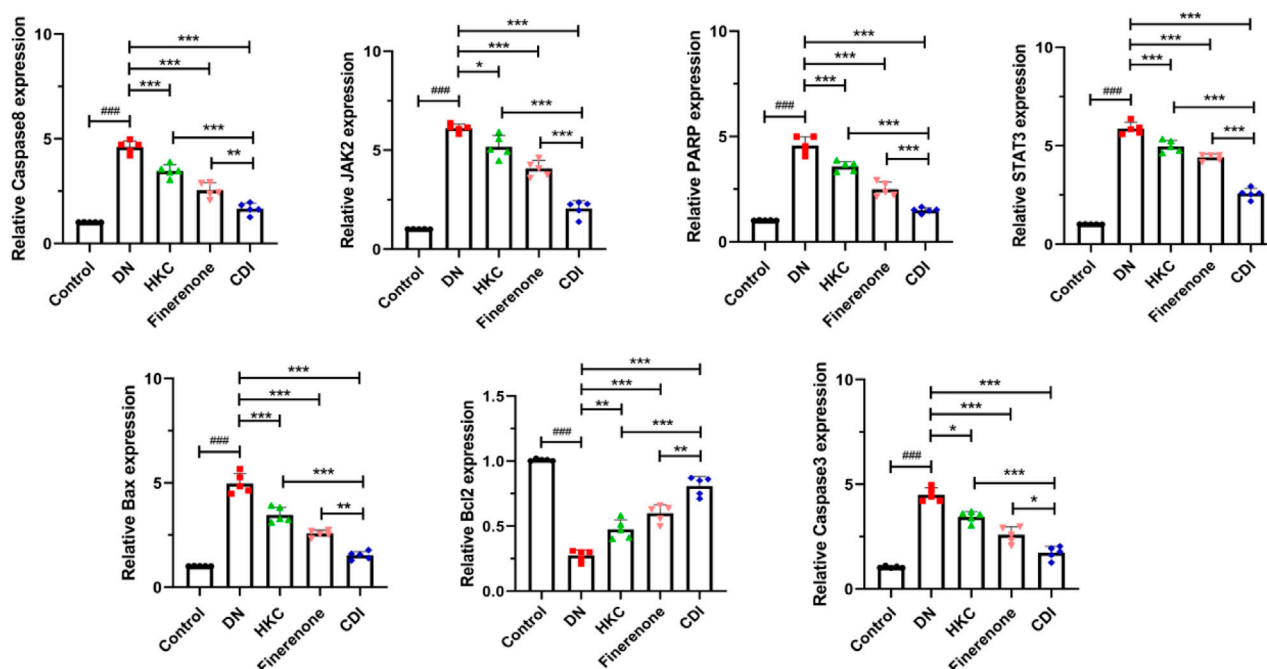 Relative Caspase8 expression
10
5
0
***
***
***
###
***
**
Control
DN
HKC
Finerenone
CDI
Relative JAK2 expression
10
5
0
***
***
*
###
***
***
Control
DN
HKC
Finerenone
CDI
Relative PARP expression
10
5
0
***
***
***
###
***
***
Control
DN
HKC
Finerenone
CDI
Relative STAT3 expression
10
5
0
***
***
***
###
***
***
Control
DN
HKC
Finerenone
CDI
Relative Bax expression
10
5
0
***
***
***
###
***
**
Control
DN
HKC
Finerenone
CDI
Relative Bcl2 expression
1.5
1.0
0.5
0.0
***
***
**
###
***
**
Control
DN
HKC
Finerenone
CDI
Relative Caspase3 expression
10
5
0
***
***
*
###
***
*
Control
DN
HKC
Finerenone
CDI